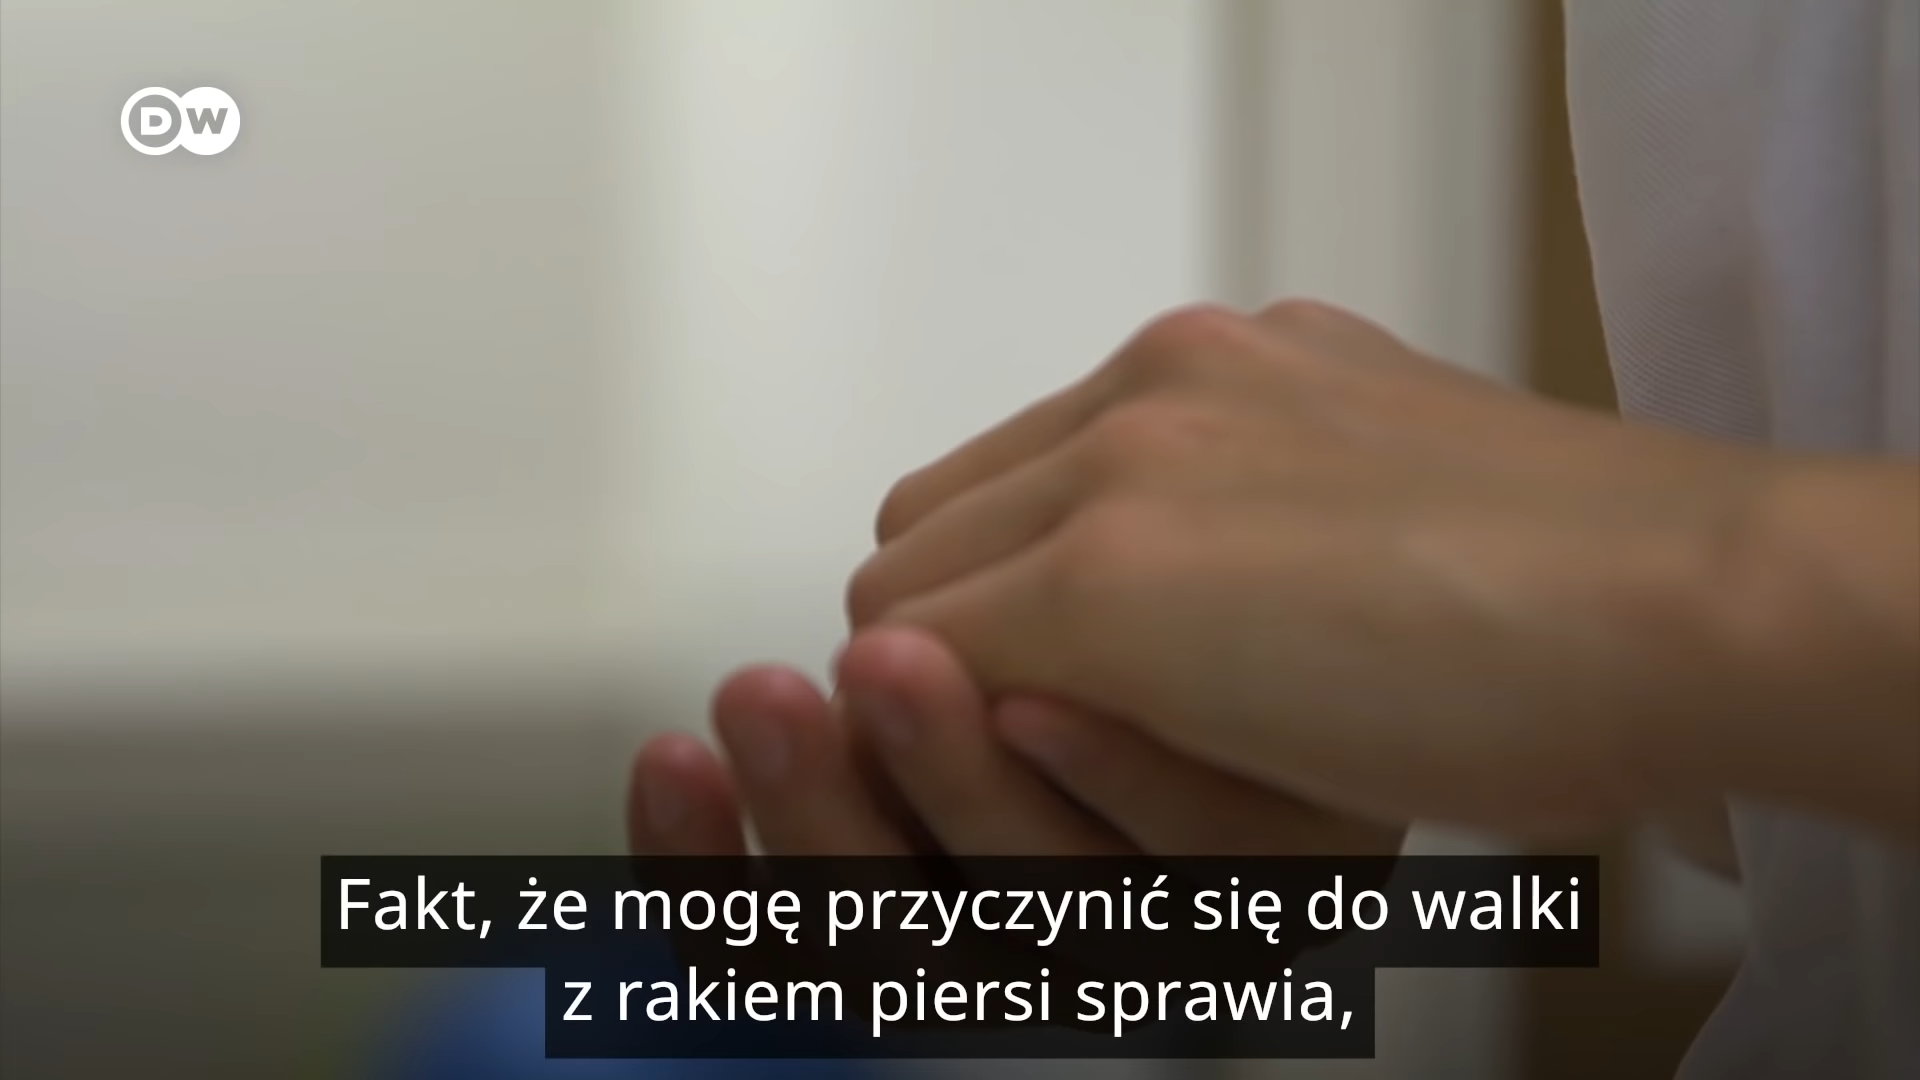 DW
Fakt, że mogę przyczynić się do walki
z rakiem piersi sprawia,